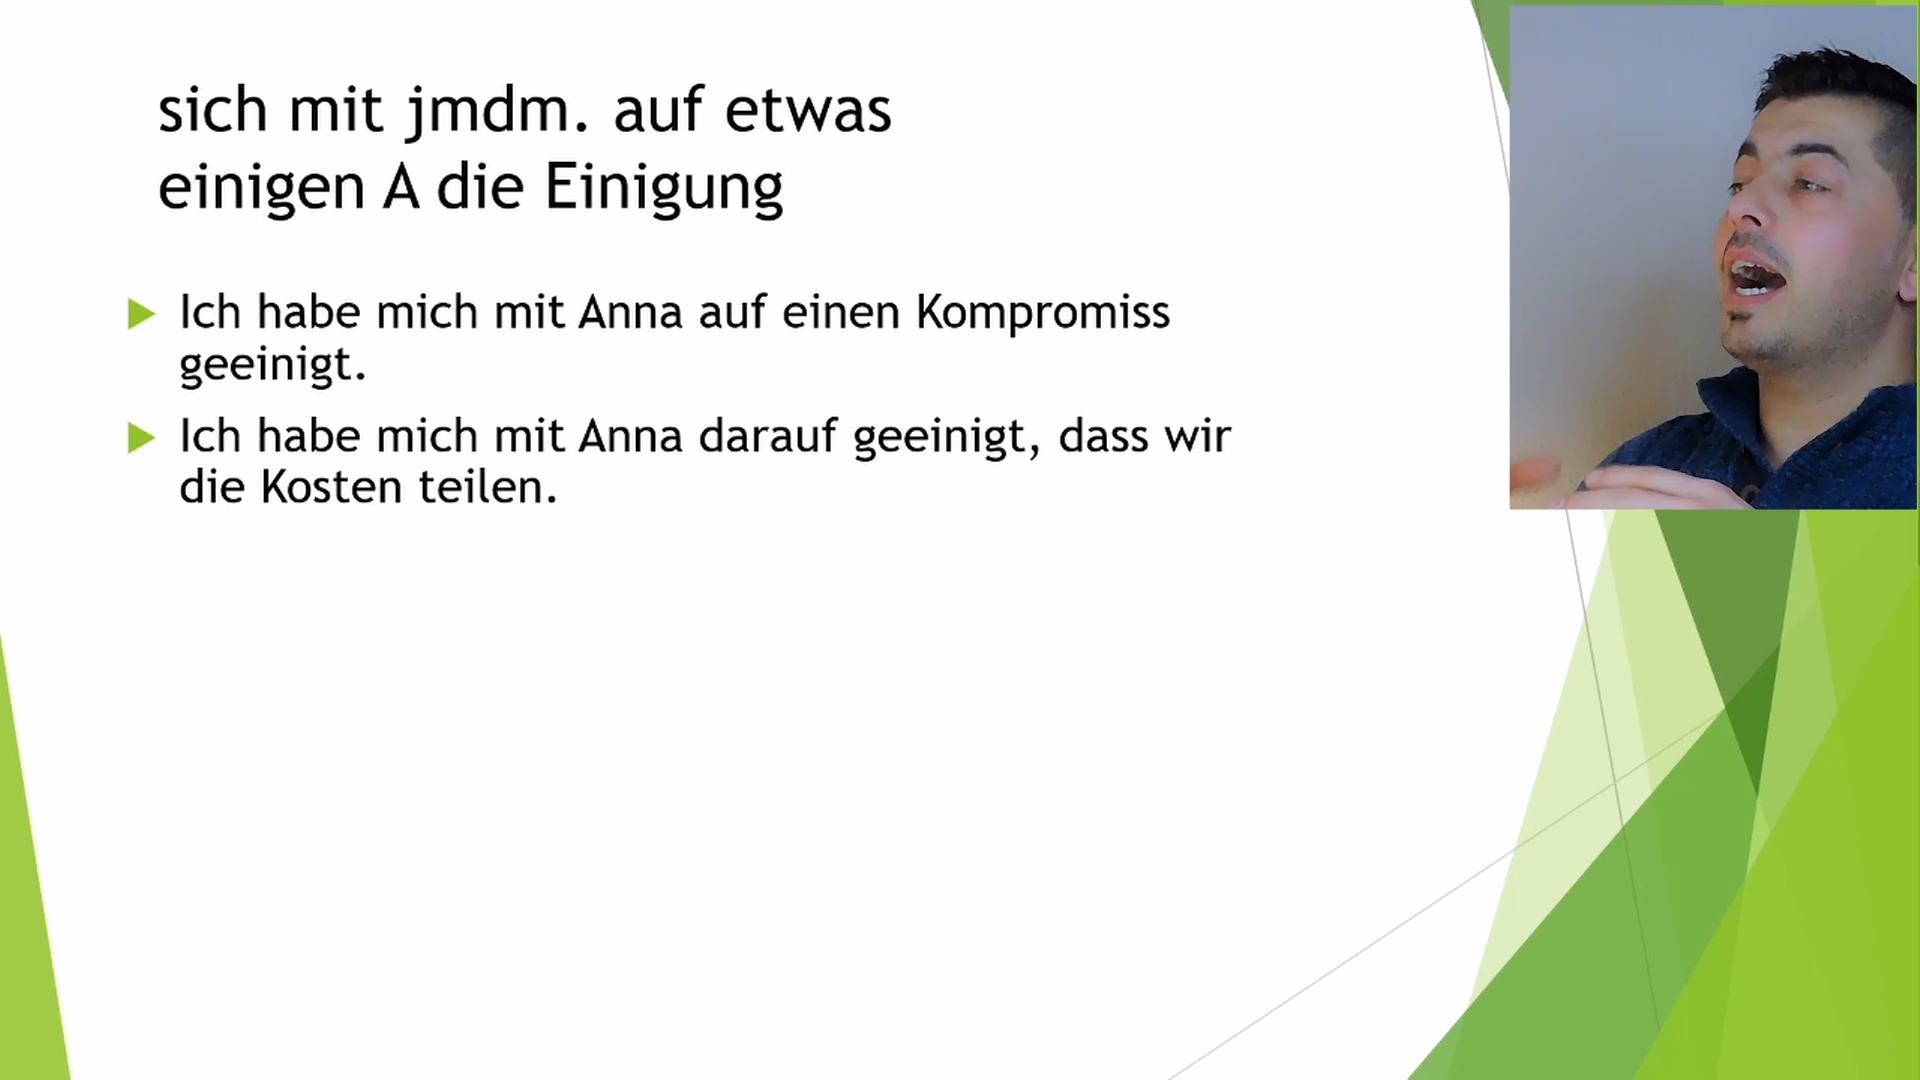 sich mit jmdm. auf etwas
einigen A die Einigung
Ich habe mich mit Anna auf einen Kompromiss
geeinigt.
Ich habe mich mit Anna darauf geeinigt, dass wir
die Kosten teilen.